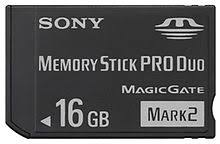 SONY
MEMORY STICK PRO DUO
MAGICGATE
16 GB
MARK2